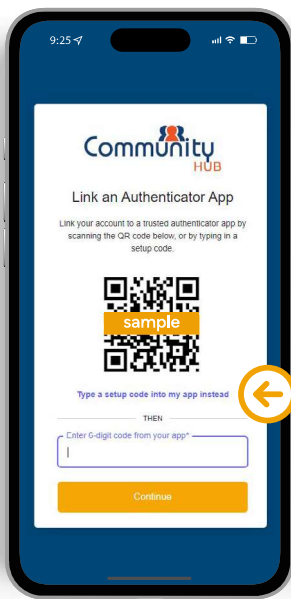 9:25
Community
HUB
Link an Authenticator App
Link your account to a trusted authenticator app by
scanning the QR code below, or by typing in a
setup code.
sample
Type a setup code into my app instead
THEN
Enter 6-digit code from your app*
Continue